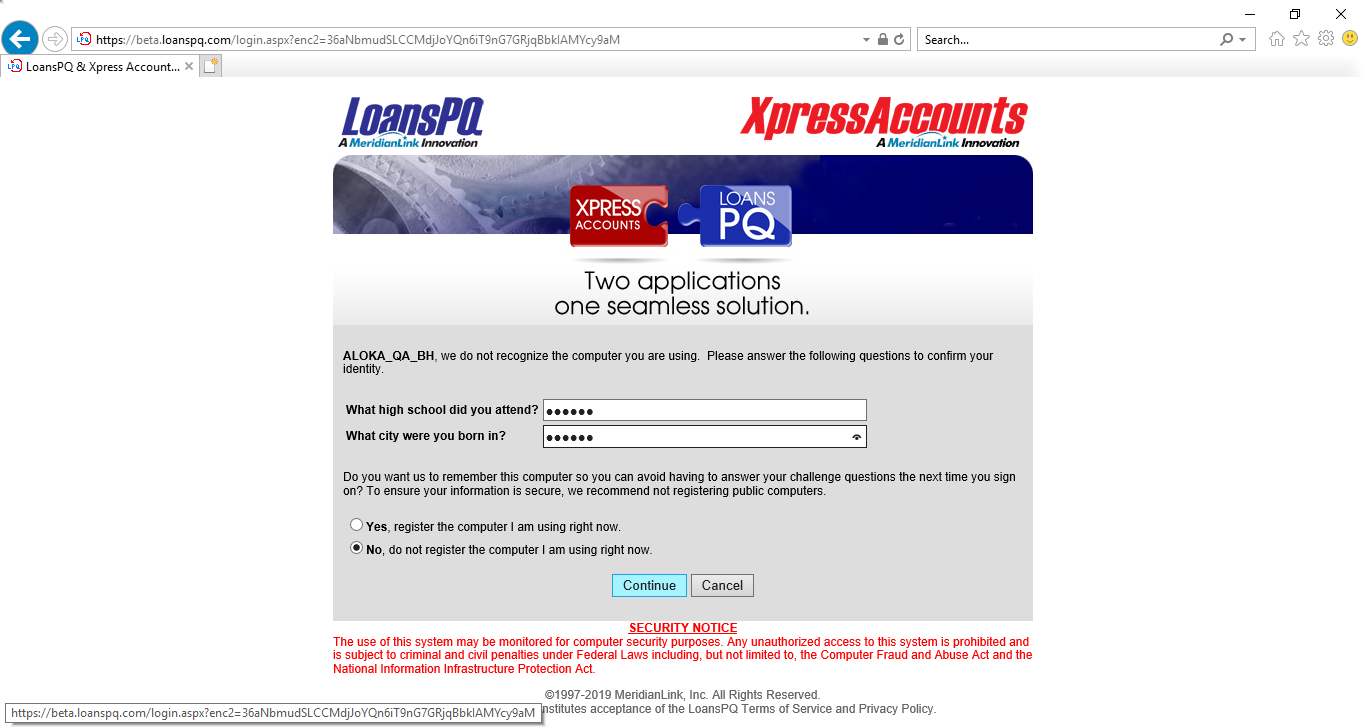 https://beta.loanspq.com/login.aspx?enc2=36aNbmudSLCCMdjJoYQn6iT9nG7GRjqBbkIAMYcy9aM
Search...
LPQ LoansPQ & Xpress Account...
LoansPQ
A MeridianLink Innovation
XpressAccounts
A MeridianLink Innovation
XPRESS
ACCOUNTS
LOANS
PQ
Two applications
one seamless solution.
ALOKA_QA_BH, we do not recognize the computer you are using. Please answer the following questions to confirm your
identity.
What high school did you attend? ●●●●●●
What city were you born in? ●●●●●●
Do you want us to remember this computer so you can avoid having to answer your challenge questions the next time you sign
on? To ensure your information is secure, we recommend not registering public computers.
Yes, register the computer I am using right now.
No, do not register the computer I am using right now.
Continue Cancel
SECURITY NOTICE
The use of this system may be monitored for computer security purposes. Any unauthorized access to this system is prohibited and
is subject to criminal and civil penalties under Federal Laws including, but not limited to, the Computer Fraud and Abuse Act and the
National Information Infrastructure Protection Act.
©1997-2019 MeridianLink, Inc. All Rights Reserved.
nstitutes acceptance of the LoansPQ Terms of Service and Privacy Policy.
https://beta.loanspq.com/login.aspx?enc2=36aNbmudSLCCMdjJoYQn6iT9nG7GRjqBbkIAMYcy9aM